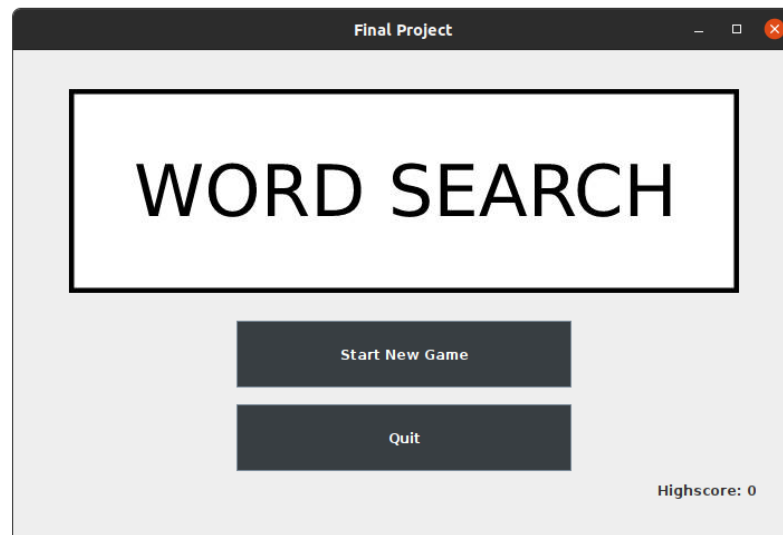 Final Project
WORD SEARCH
Start New Game
Quit
Highscore: 0